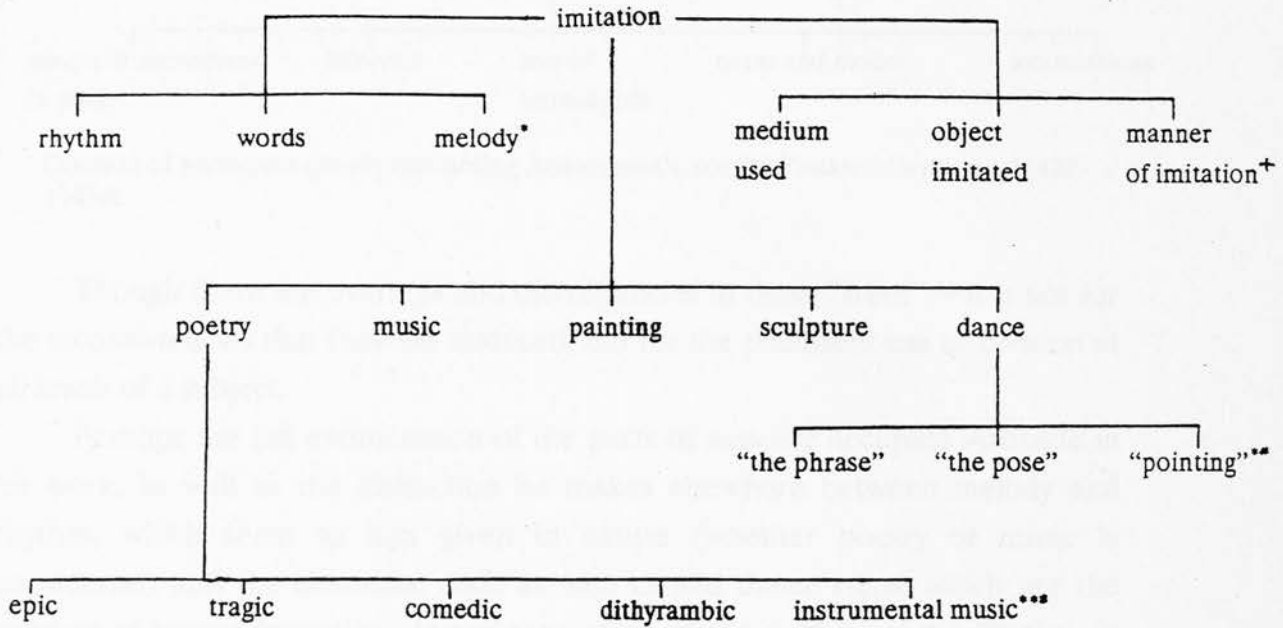 imitation
rhythm words melody*
medium used
object imitated
manner of imitation+
poetry music painting sculpture dance
“the phrase” “the pose” “pointing”**
epic tragic comedic dithyrambic instrumental music***